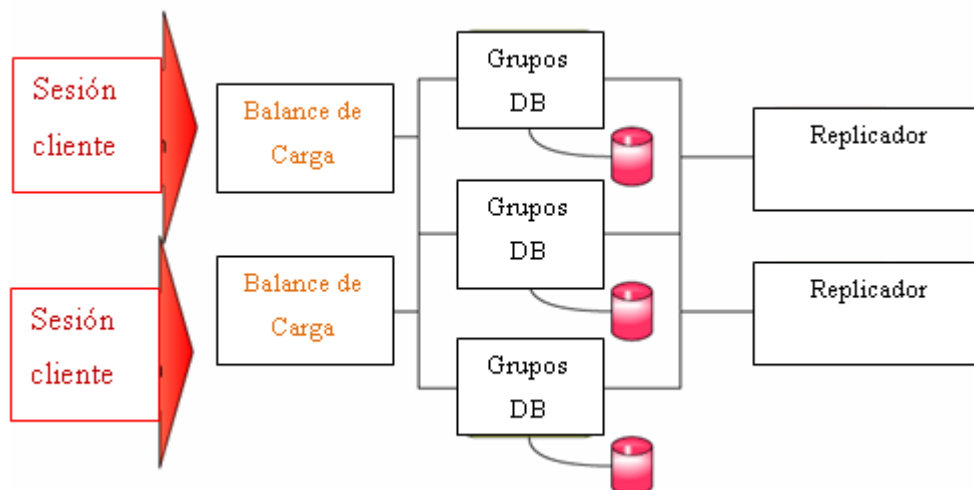 Sesión
cliente
Balance de
Carga
Grupos
DB
Replicador
Grupos
DB
Sesión
cliente
Balance de
Carga
Replicador
Grupos
DB